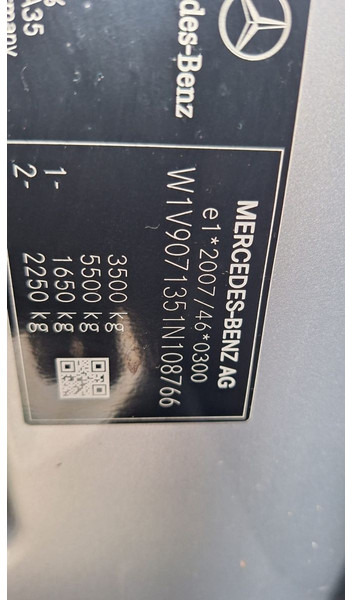 A35
des-Benz
MERCEDES-BENZ AG
e1*2007/46*0300
W1V9071351N108766
3500 kg
5500 kg
1- 1650 kg
2- 2250 kg